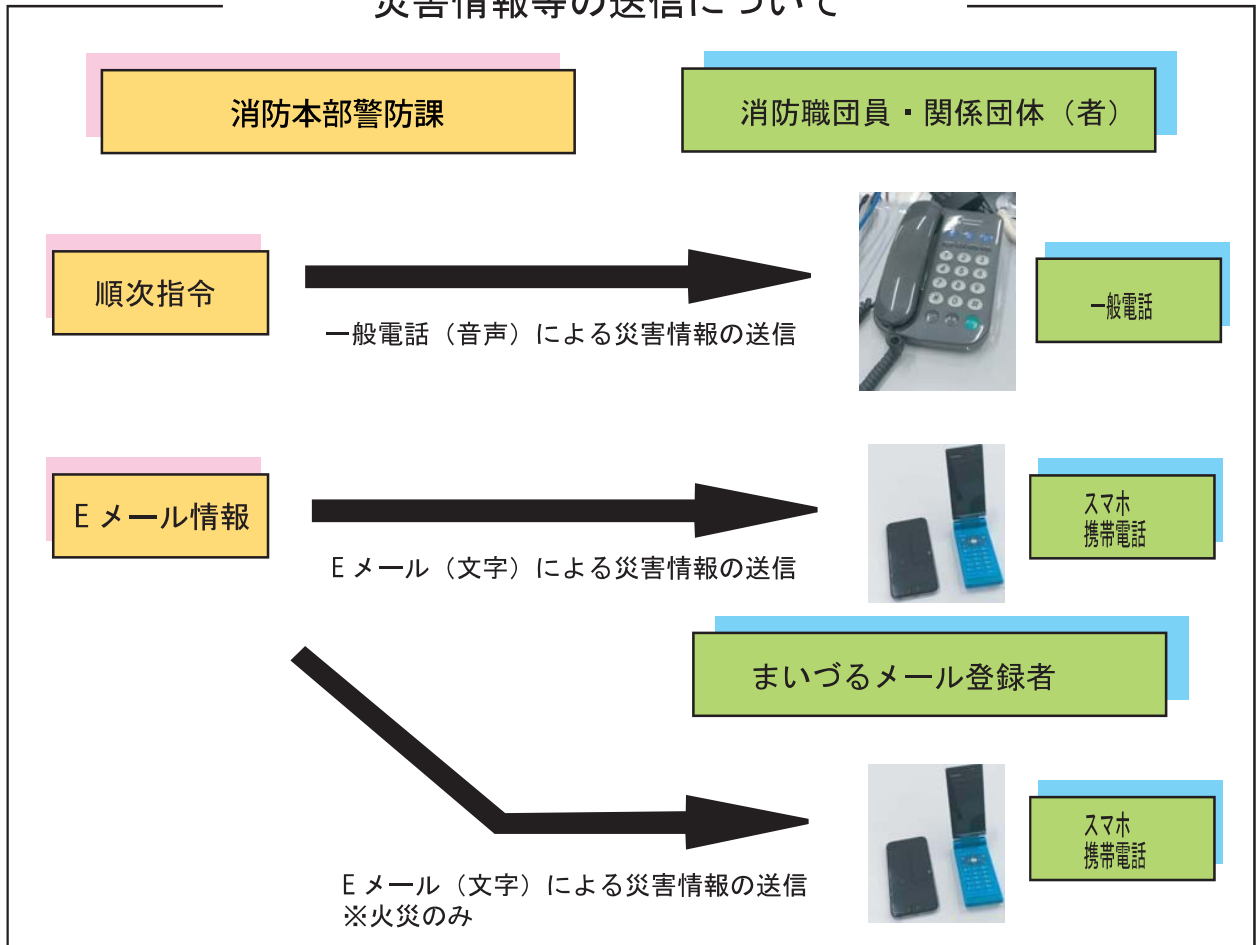 災害情報等の送信について
消防本部警防課
消防職団員・関係団体（者）
順次指令
一般電話（音声）による災害情報の送信
一般電話
Eメール情報
Eメール（文字）による災害情報の送信
スマホ
携帯電話
まいづるメール登録者
Eメール（文字）による災害情報の送信
※火災のみ
スマホ
携帯電話